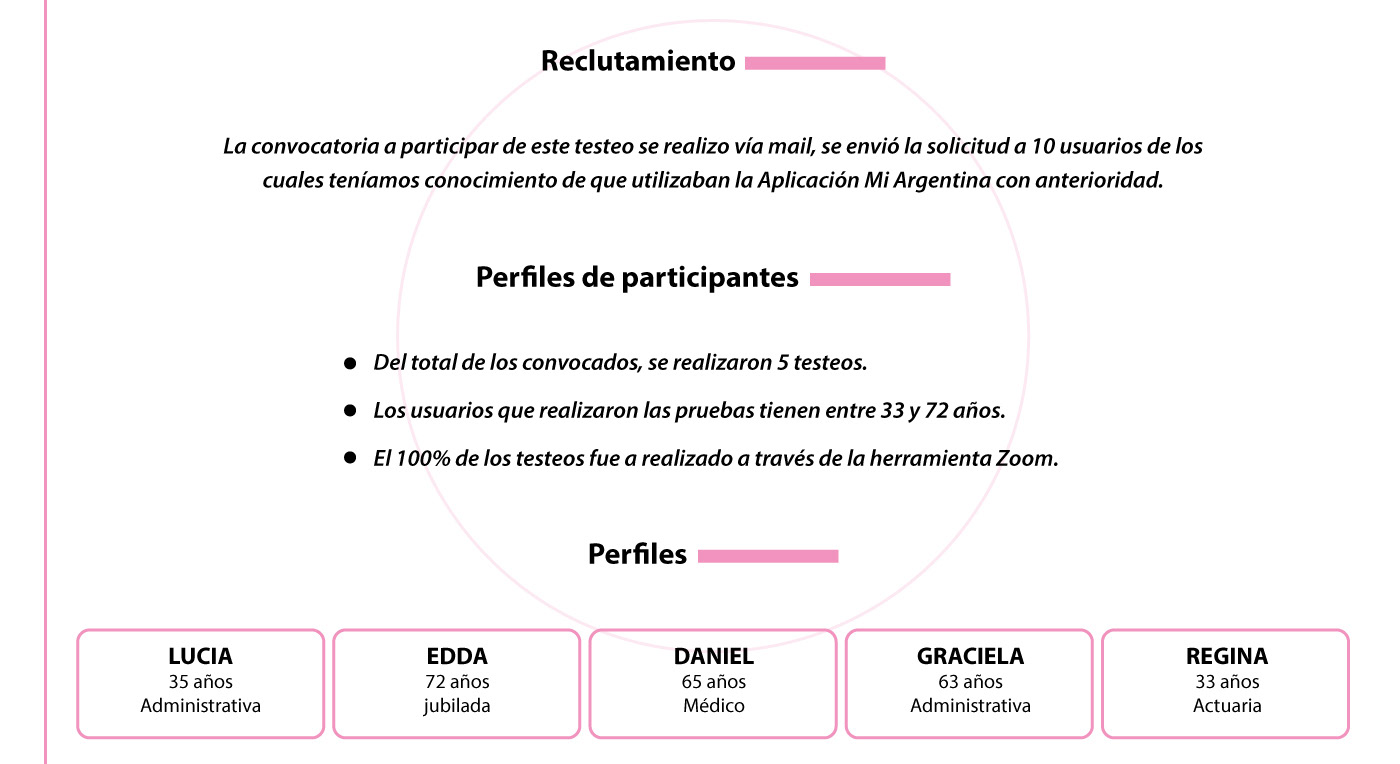 Reclutamiento
La convocatoria a participar de este testeo se realizo vía mail, se envió la solicitud a 10 usuarios de los
cuales teníamos conocimiento de que utilizaban la Aplicación Mi Argentina con anterioridad.
Perfiles de participantes
● Del total de los convocados, se realizaron 5 testeos.
● Los usuarios que realizaron las pruebas tienen entre 33 y 72 años.
● El 100% de los testeos fue a realizado a través de la herramienta Zoom.
Perfiles
LUCIA
35 años
Administrativa
EDDA
72 años
jubilada
DANIEL
65 años
Médico
GRACIELA
63 años
Administrativa
REGINA
33 años
Actuaria